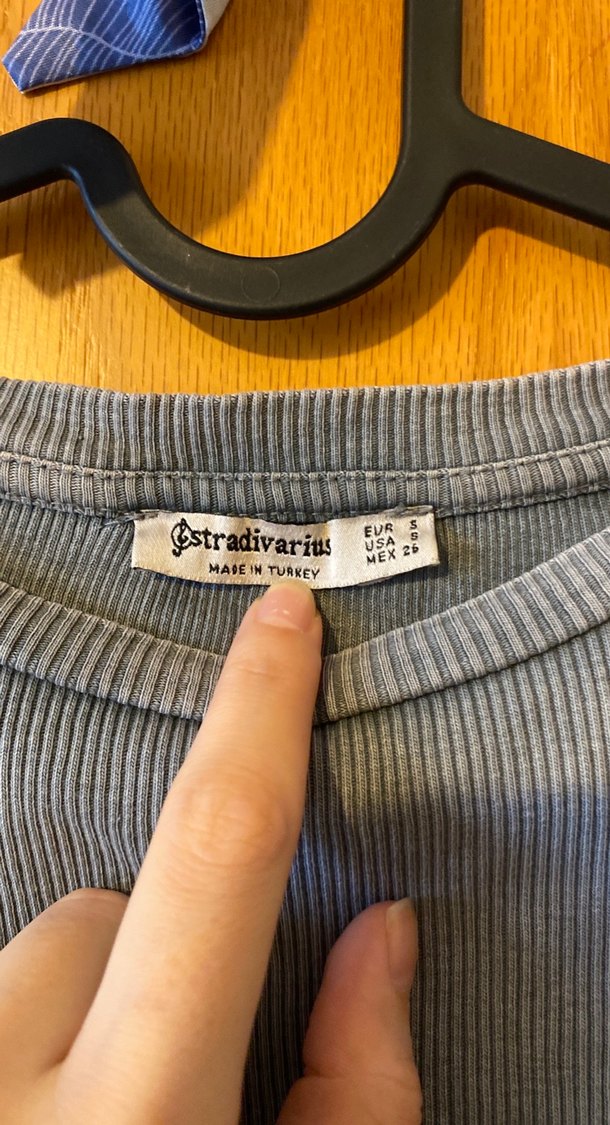 stradivarius
MADE IN TURKEY
EUR S
USA S
MEX 26